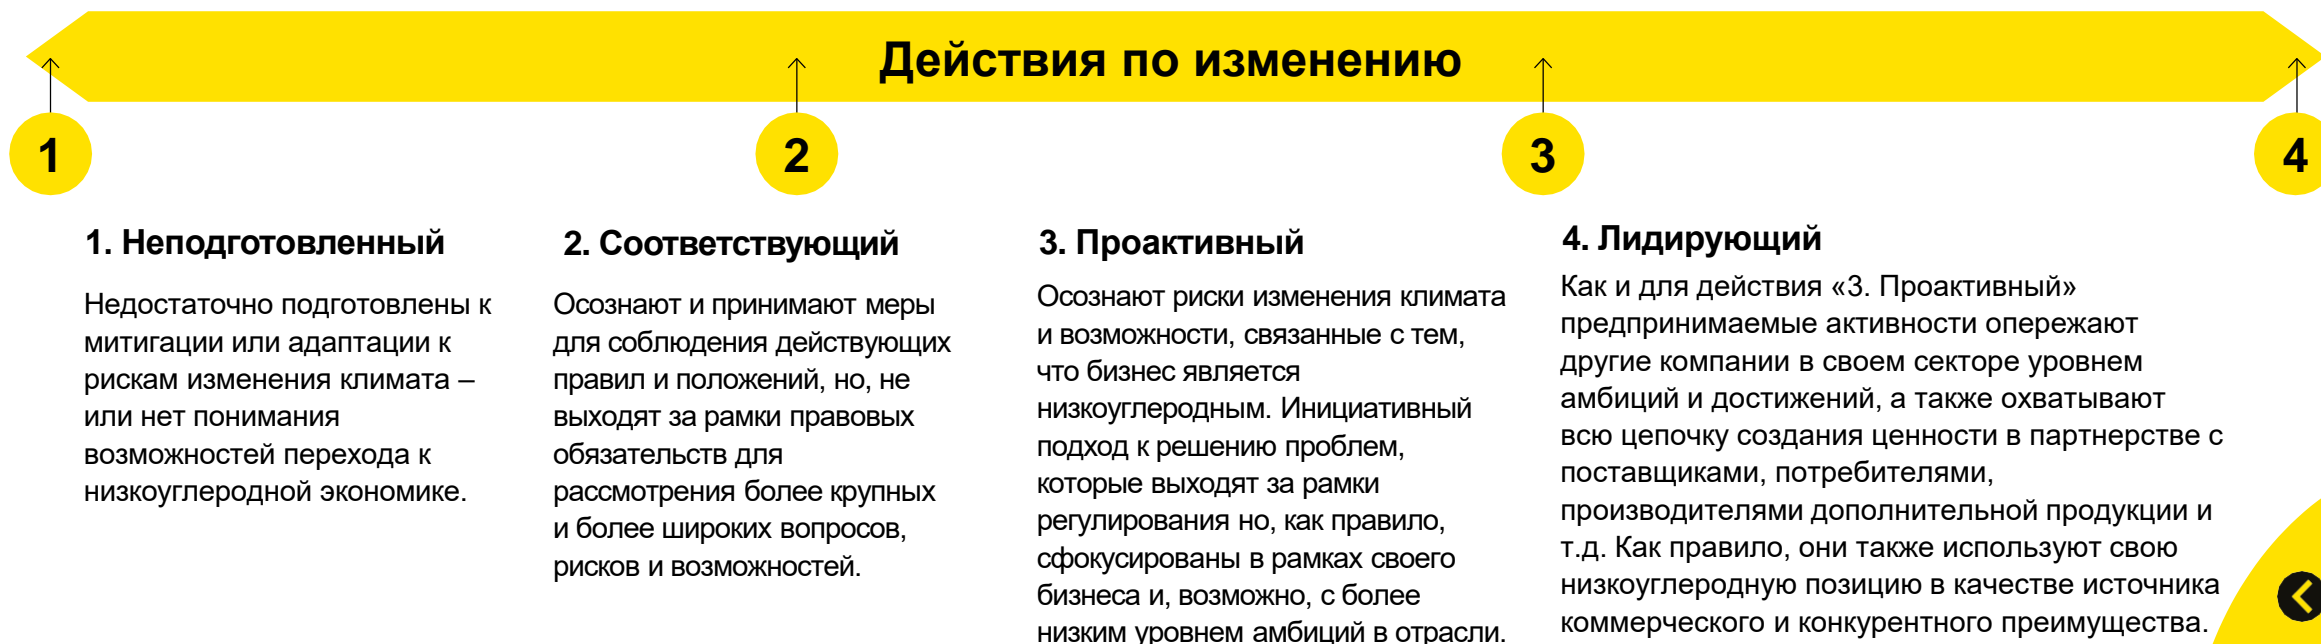 Действия по изменению
1
2
3
4
1. Неподготовленный
Недостаточно подготовлены к
митигации или адаптации к
рискам изменения климата –
или нет понимания
возможностей перехода к
низкоуглеродной экономике.
2. Соответствующий
Осознают и принимают меры
для соблюдения действующих
правил и положений, но, не
выходят за рамки правовых
обязательств для
рассмотрения более крупных
и более широких вопросов,
рисков и возможностей.
3. Проактивный
Осознают риски изменения климата
и возможности, связанные с тем,
что бизнес является
низкоуглеродным. Инициативный
подход к решению проблем,
которые выходят за рамки
регулирования но, как правило,
сфокусированы в рамках своего
бизнеса и, возможно, с более
низким уровнем амбиций в отрасли.
4. Лидирующий
Как и для действия «3. Проактивный»
предпринимаемые активности опережают
другие компании в своем секторе уровнем
амбиций и достижений, а также охватывают
всю цепочку создания ценности в партнерстве с
поставщиками, потребителями,
производителями дополнительной продукции и
т.д. Как правило, они также используют свою
низкоуглеродную позицию в качестве источника
коммерческого и конкурентного преимущества.